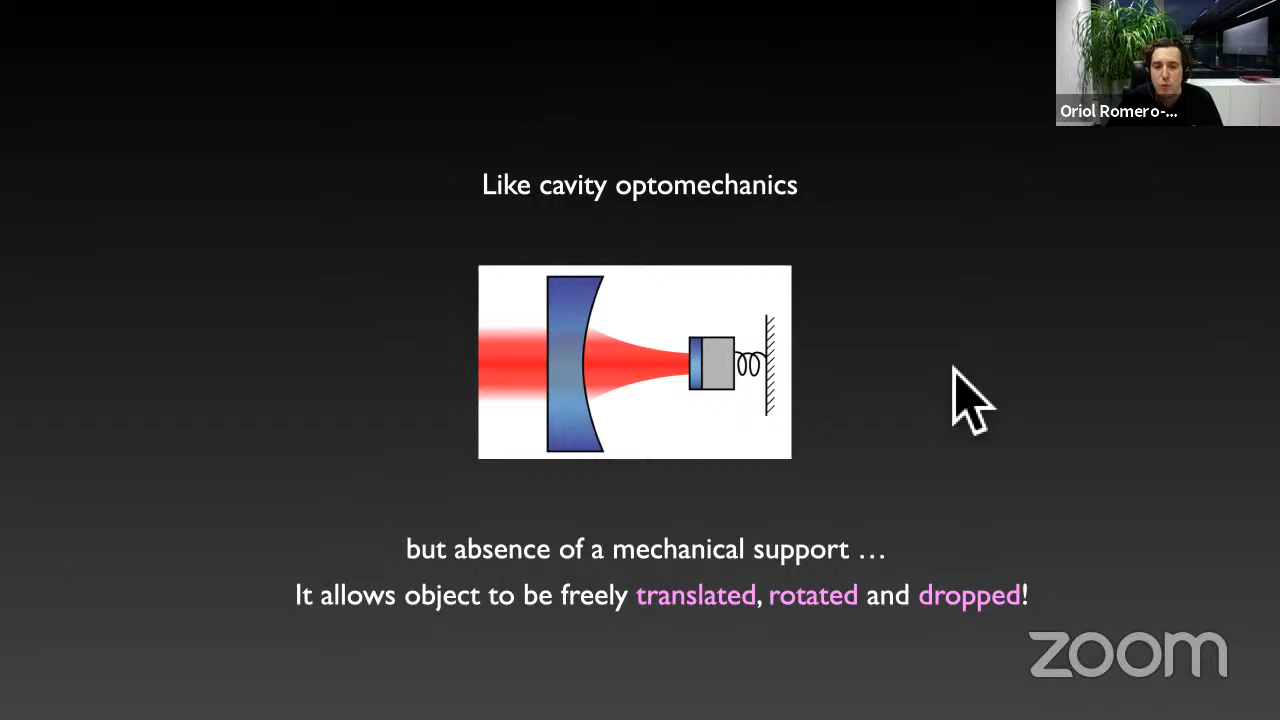 Oriol Romero-...
Like cavity optomechanics
but absence of a mechanical support ...
It allows object to be freely translated, rotated and dropped!
zoom